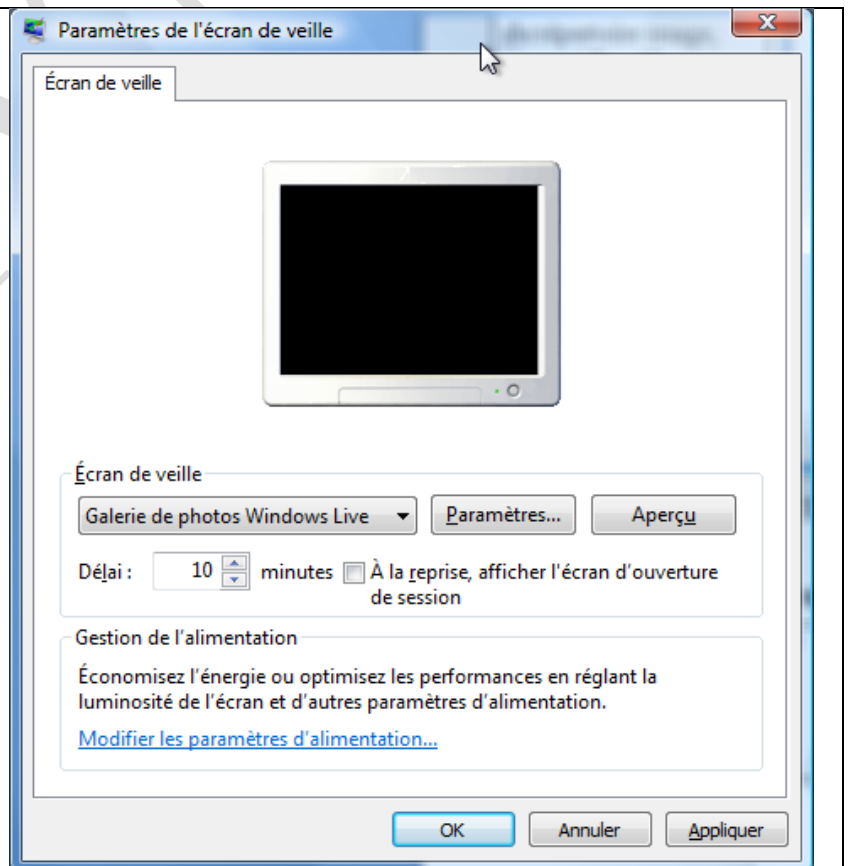 Paramètres de l'écran de veille
Écran de veille
Écran de veille
Galerie de photos Windows Live Paramètres... Aperçu
Délai : 10 minutes À la reprise, afficher l'écran d'ouverture
de session
Gestion de l'alimentation
Économisez l'énergie ou optimisez les performances en réglant la
luminosité de l'écran et d'autres paramètres d'alimentation.
Modifier les paramètres d'alimentation...
OK Annuler Appliquer